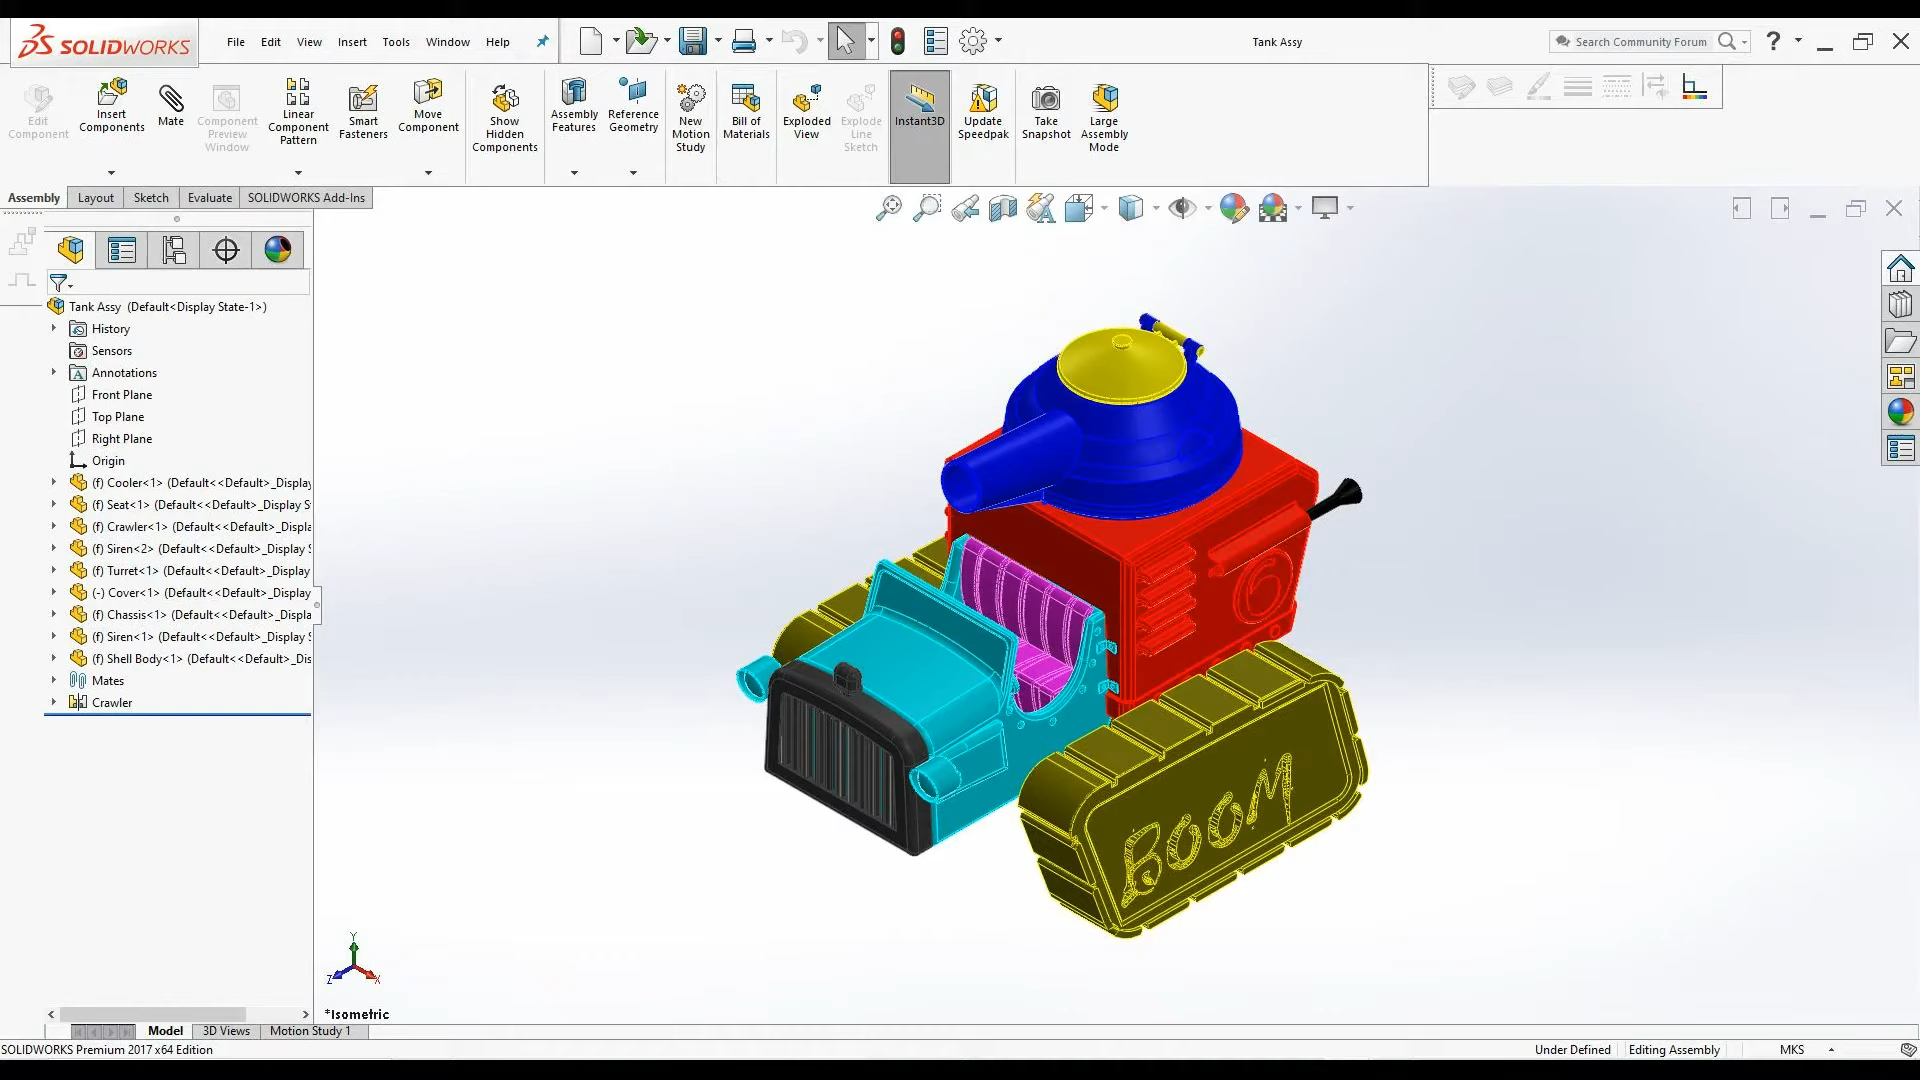 SOLIDWORKS
File Edit View Insert Tools Window Help
Tank Assy
Search Community Forum
Edit Component
Insert Components
Mate
Component Preview Window
Linear Component Pattern
Smart Fasteners
Move Component
Show Hidden Components
Assembly Features
Reference Geometry
New Motion Study
Bill of Materials
Exploded View
Explode Line Sketch
Instant3D
Update Speedpak
Take Snapshot
Large Assembly Mode
Assembly Layout Sketch Evaluate SOLIDWORKS Add-Ins
Tank Assy (Default<Display State-1>)
History
Sensors
Annotations
Front Plane
Top Plane
Right Plane
Origin
(f) Cooler<1> (Default<<Default>_Display
(f) Seat<1> (Default<<Default>_Display S
(f) Crawler<1> (Default<<Default>_Displa
(f) Siren<2> (Default<<Default>_Display S
(f) Turret<1> (Default<<Default>_Display
(-) Cover<1> (Default<<Default>_Display
(f) Chassis<1> (Default<<Default>_Displa
(f) Siren<1> (Default<<Default>_Display S
(f) Shell Body<1> (Default<<Default>_Dis
Mates
Crawler
6
BOOM
Y
Z X
*Isometric
Model 3D Views Motion Study 1
SOLIDWORKS Premium 2017 x64 Edition
Under Defined Editing Assembly MKS